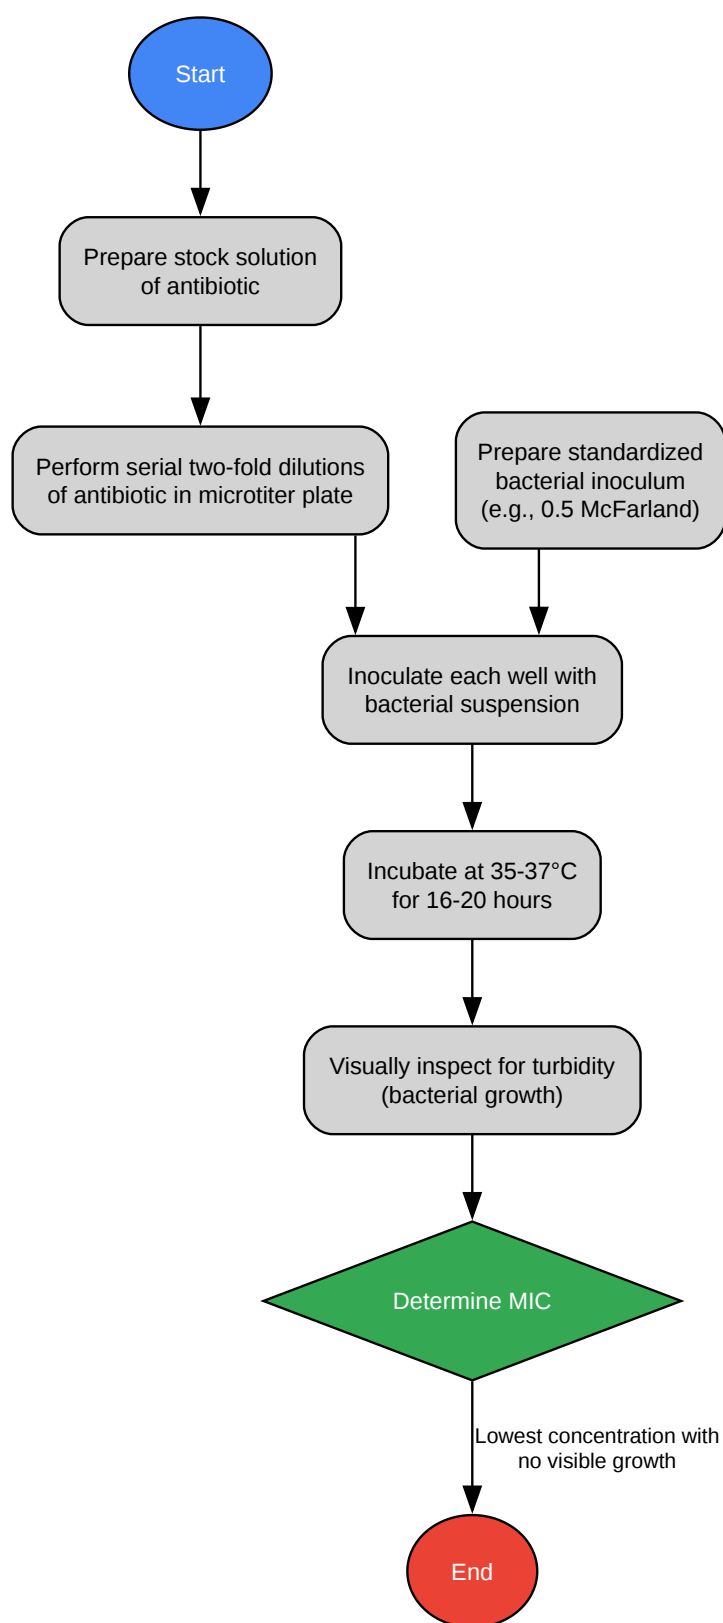 Start
Prepare stock solution
of antibiotic
Perform serial two-fold dilutions
of antibiotic in microtiter plate
Prepare standardized
bacterial inoculum
(e.g., 0.5 McFarland)
Inoculate each well with
bacterial suspension
Incubate at 35-37°C
for 16-20 hours
Visually inspect for turbidity
(bacterial growth)
Determine MIC
Lowest concentration with
no visible growth
End